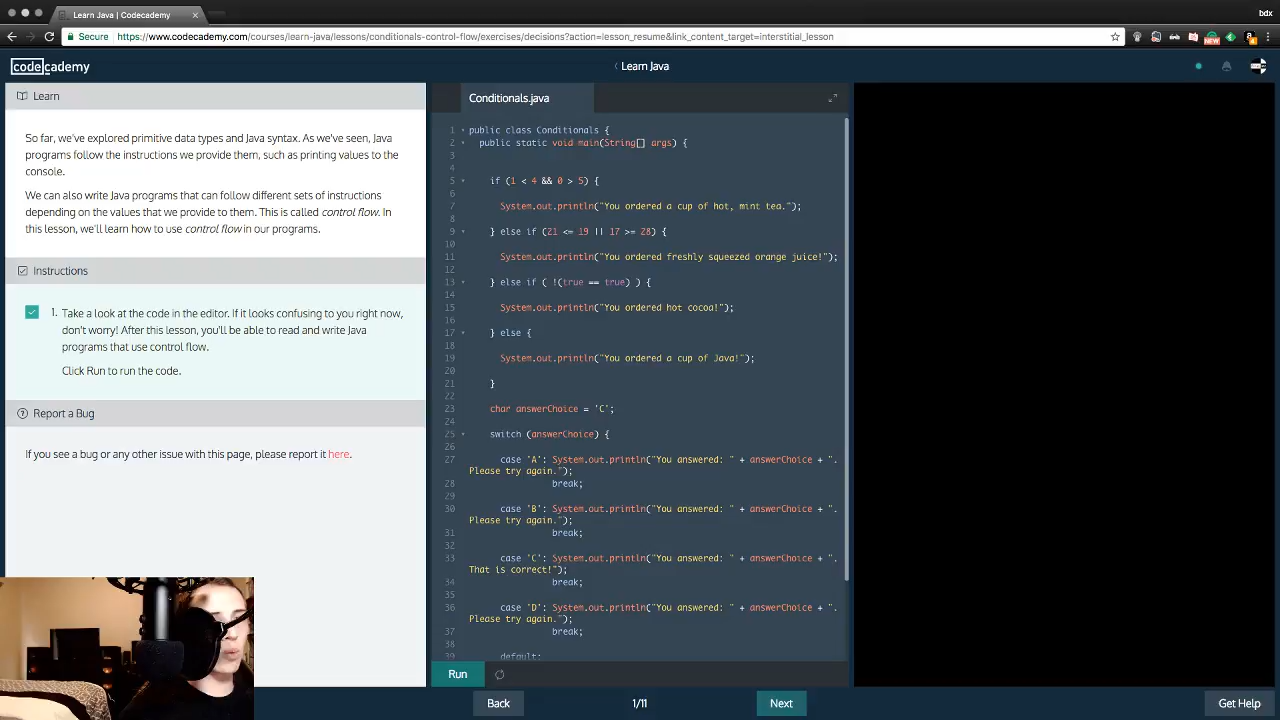 Learn Java | Codecademy
bdx
Secure https://www.codecademy.com/courses/learn-java/lessons/conditionals-control-flow/exercises/decisions?action=lesson_resume&link_content_target=interstitial_lesson
codecademy
Learn Java
Learn
So far, we've explored primitive data types and Java syntax. As we've seen, Java
programs follow the instructions we provide them, such as printing values to the
console.
We can also write Java programs that can follow different sets of instructions
depending on the values that we provide to them. This is called control flow. In
this lesson, we'll learn how to use control flow in our programs.
Instructions
1. Take a look at the code in the editor. If it looks confusing to you right now,
don't worry! After this lesson, you'll be able to read and write Java
programs that use control flow.
Click Run to run the code.
Report a Bug
If you see a bug or any other issue with this page, please report it here.
Conditionals.java
1 public class Conditionals {
2 public static void main(String[] args) {
3
4
5 if (1 < 4 && 0 > 5) {
6
7 System.out.println("You ordered a cup of hot, mint tea.");
8
9 } else if (21 <= 19 || 17 >= 28) {
10
11 System.out.println("You ordered freshly squeezed orange juice!");
12
13 } else if ( !(true == true) ) {
14
15 System.out.println("You ordered hot cocoa!");
16
17 } else {
18
19 System.out.println("You ordered a cup of Java!");
20
21 }
22
23 char answerChoice = 'C';
24
25 switch (answerChoice) {
26
27 case 'A': System.out.println("You answered: " + answerChoice + ".
Please try again.");
28 break;
29
30 case 'B': System.out.println("You answered: " + answerChoice + ".
Please try again.");
31 break;
32
33 case 'C': System.out.println("You answered: " + answerChoice + ".
That is correct!");
34 break;
35
36 case 'D': System.out.println("You answered: " + answerChoice + ".
Please try again.");
37 break;
38
39 default:
Run
Back
1/11
Next
Get Help